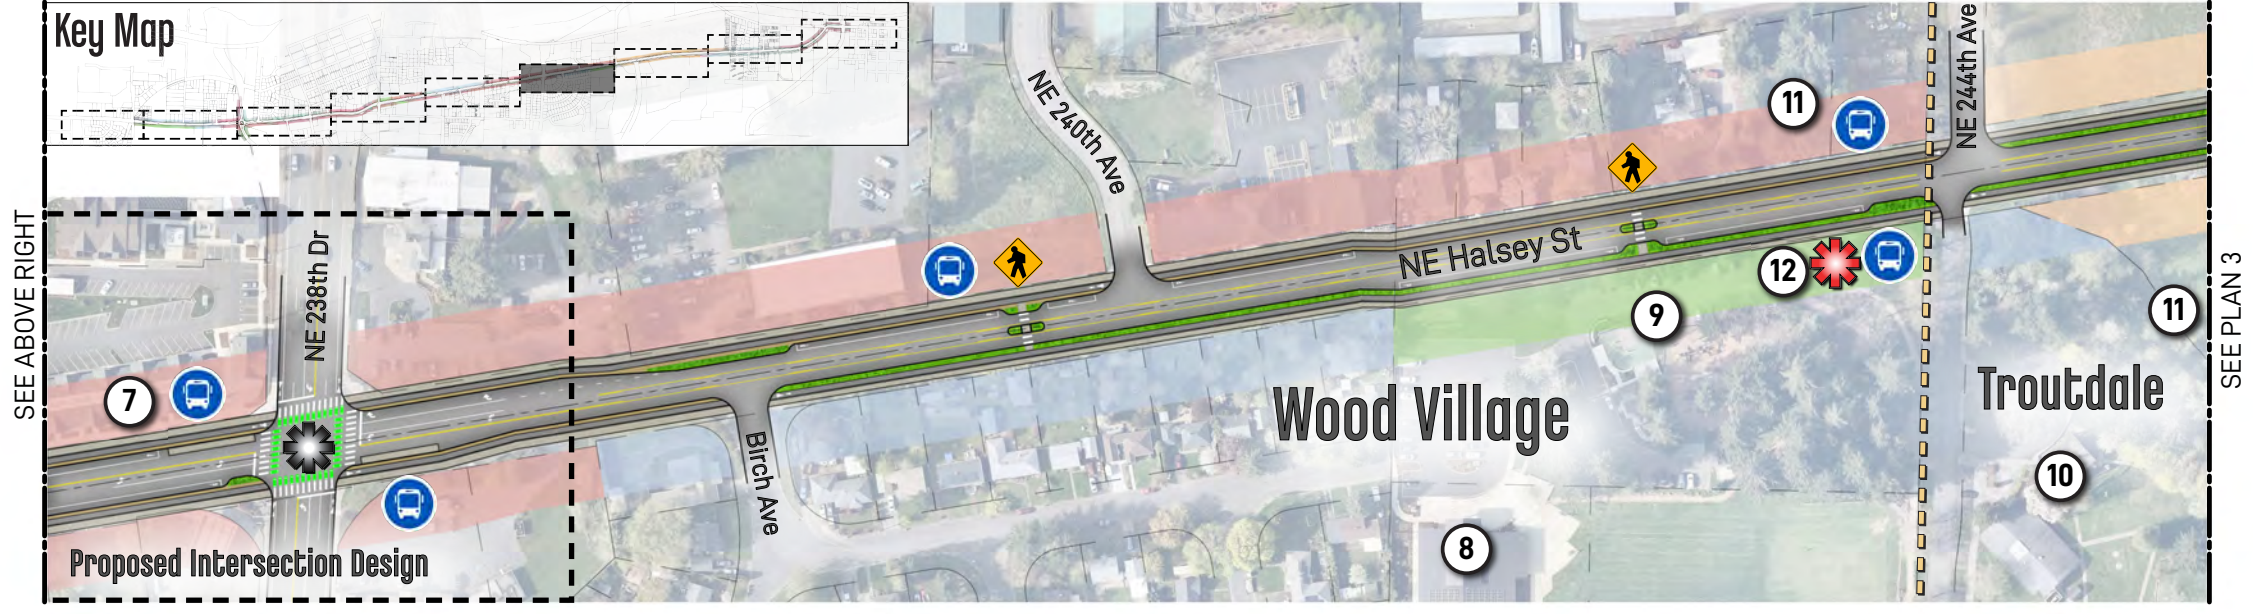 Key Map
NE 240th Ave
11
NE 244th Ave
SEE ABOVE RIGHT
NE 238th Dr
NE Halsey St
12
9
11
SEE PLAN 3
7
Wood Village
Troutdale
Birch Ave
10
8
Proposed Intersection Design